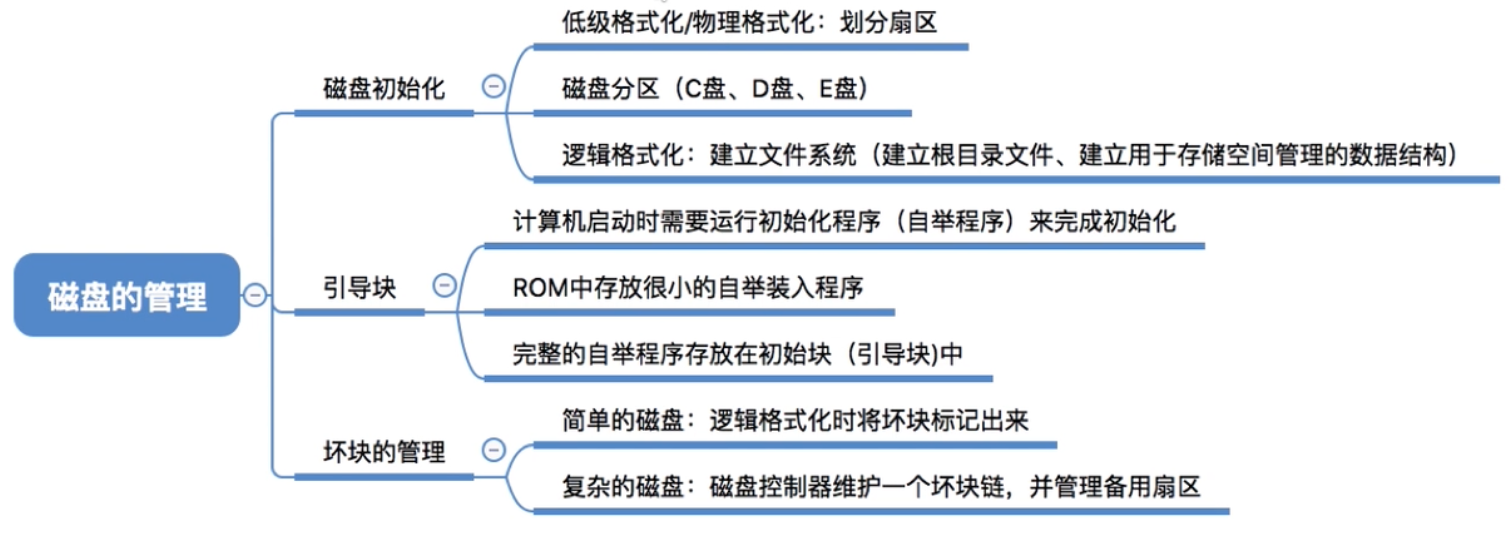 磁盘的管理
磁盘初始化
低级格式化/物理格式化：划分扇区
磁盘分区（C盘、D盘、E盘）
逻辑格式化：建立文件系统（建立根目录文件、建立用于存储空间管理的数据结构）
引导块
计算机启动时需要运行初始化程序（自举程序）来完成初始化
ROM中存放很小的自举装入程序
完整的自举程序存放在初始块（引导块)中
坏块的管理
简单的磁盘：逻辑格式化时将坏块标记出来
复杂的磁盘：磁盘控制器维护一个坏块链，并管理备用扇区